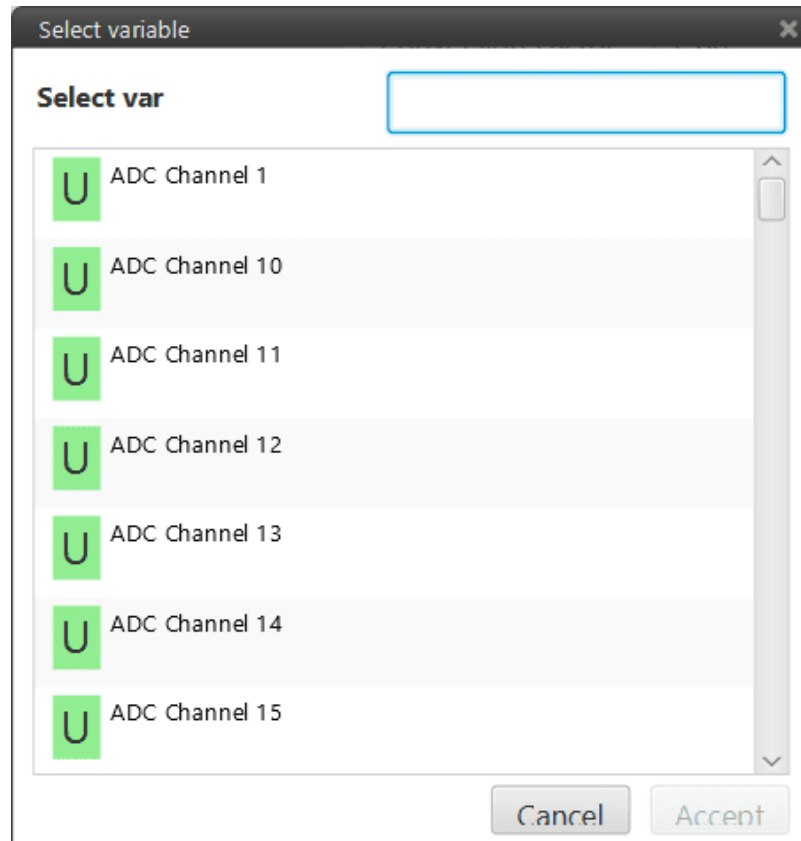 Select variable
Select var
U ADC Channel 1
U ADC Channel 10
U ADC Channel 11
U ADC Channel 12
U ADC Channel 13
U ADC Channel 14
U ADC Channel 15
Cancel Accept